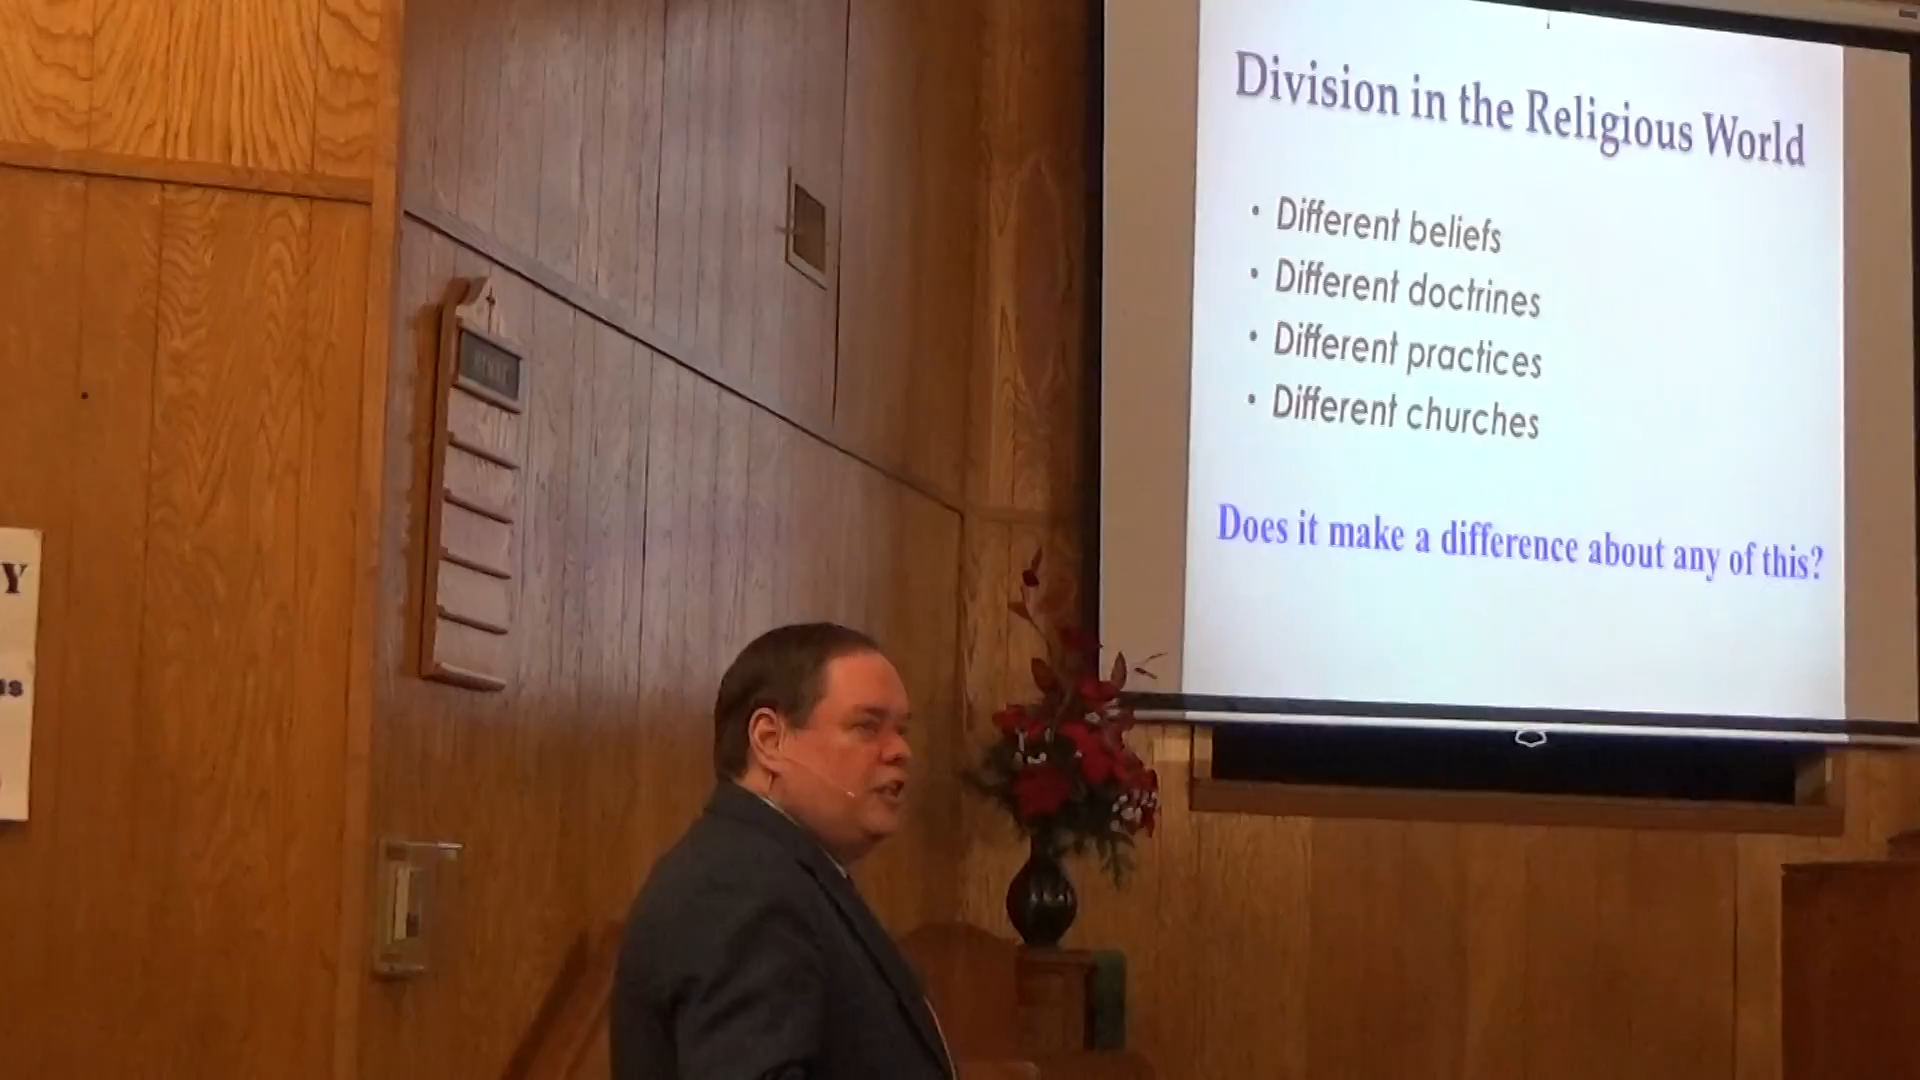 Division in the Religious World
• Different beliefs
• Different doctrines
• Different practices
• Different churches
Does it make a difference about any of this?
Y
is